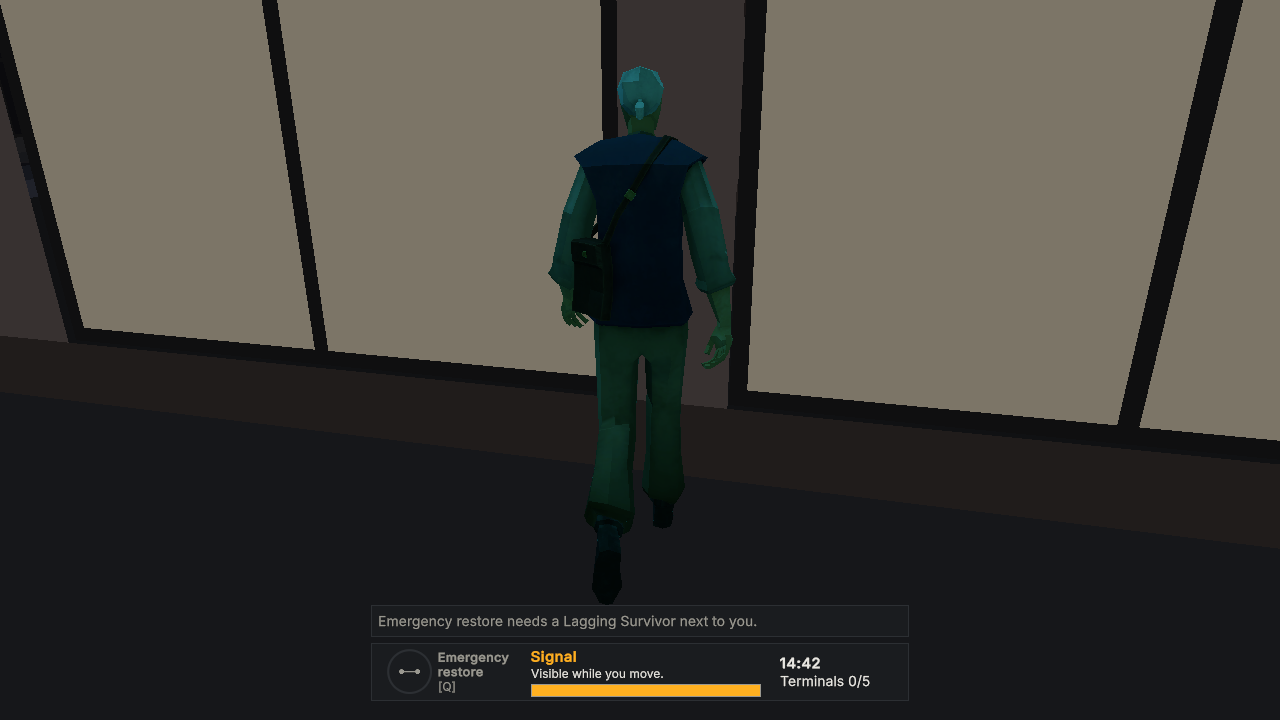 Emergency restore needs a Lagging Survivor next to you.
Emergency
restore
[Q]
Signal
Visible while you move.
14:42
Terminals 0/5